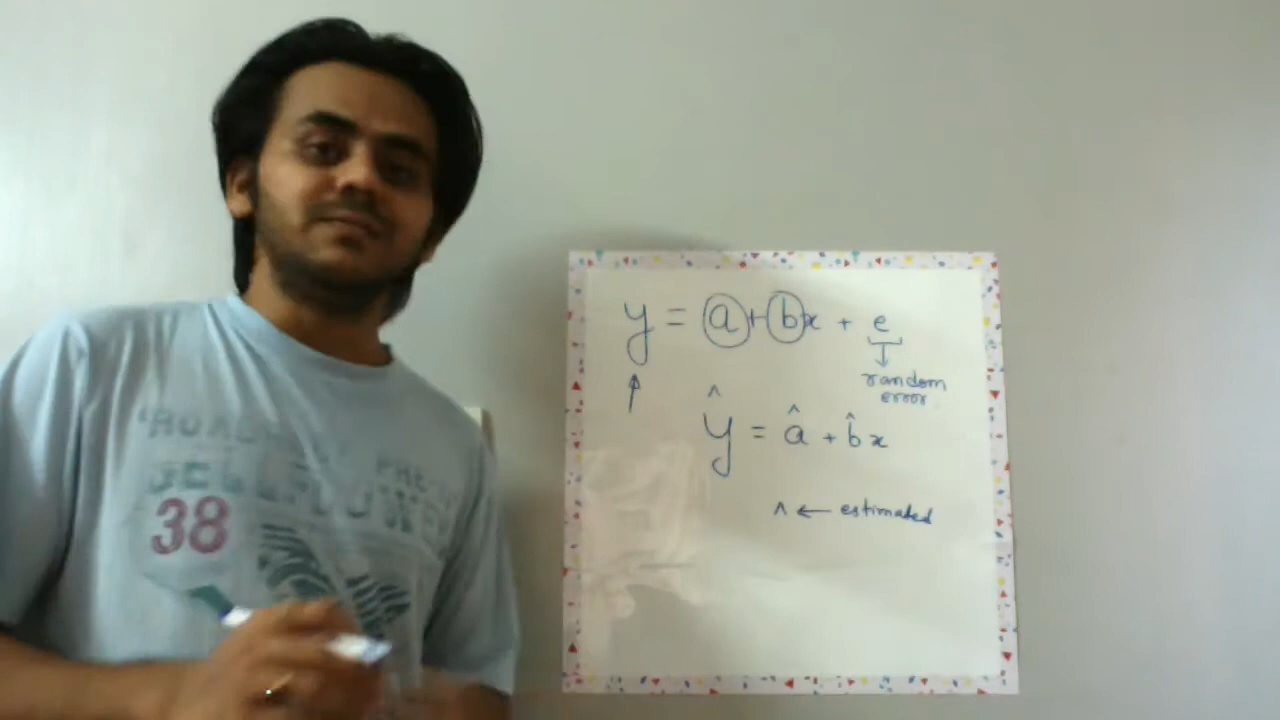 38
y = a + bx + e
random
error
ŷ = â + b̂x
^ ← estimated